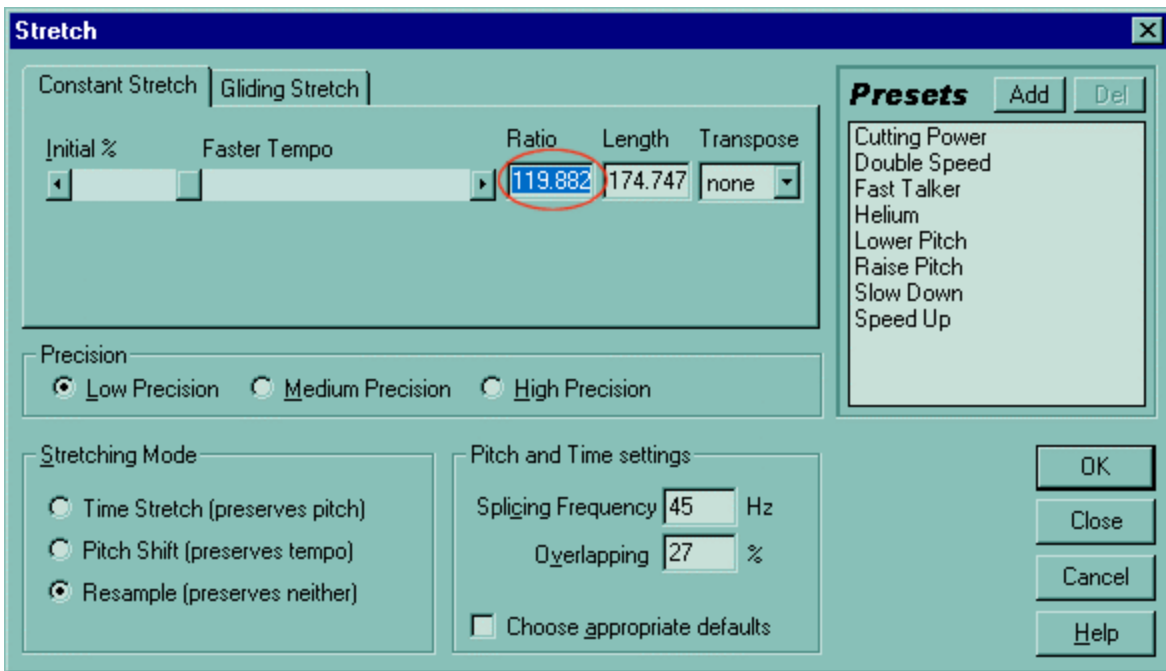 Stretch
Constant Stretch Gliding Stretch
Initial % Faster Tempo Ratio Length Transpose
119.882 174.747 none
Presets Add Del
Cutting Power
Double Speed
Fast Talker
Helium
Lower Pitch
Raise Pitch
Slow Down
Speed Up
Precision
Low Precision Medium Precision High Precision
Stretching Mode
Time Stretch (preserves pitch)
Pitch Shift (preserves tempo)
Resample (preserves neither)
Pitch and Time settings
Splicing Frequency 45 Hz
Overlapping 27 %
Choose appropriate defaults
OK
Close
Cancel
Help